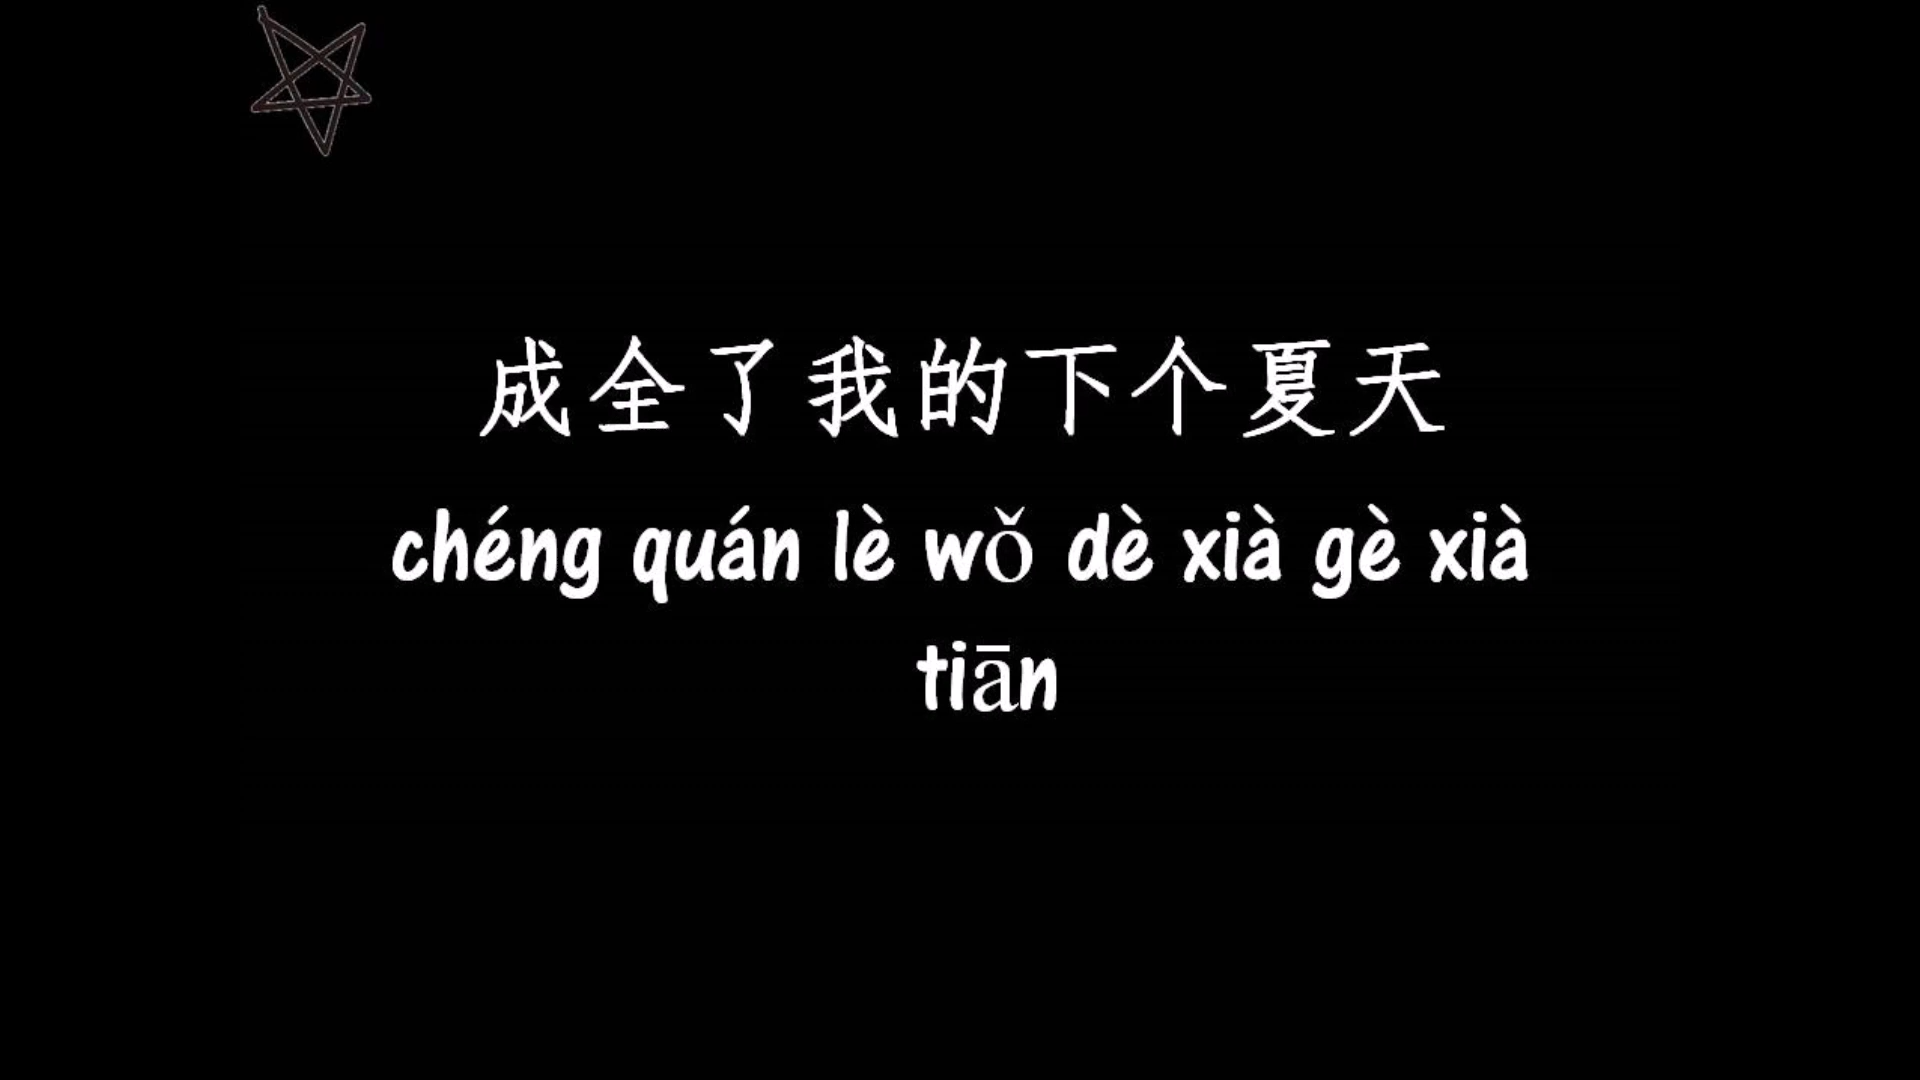 成全了我的下个夏天
chéng quán lè wǒ dè xià gè xià
tiān